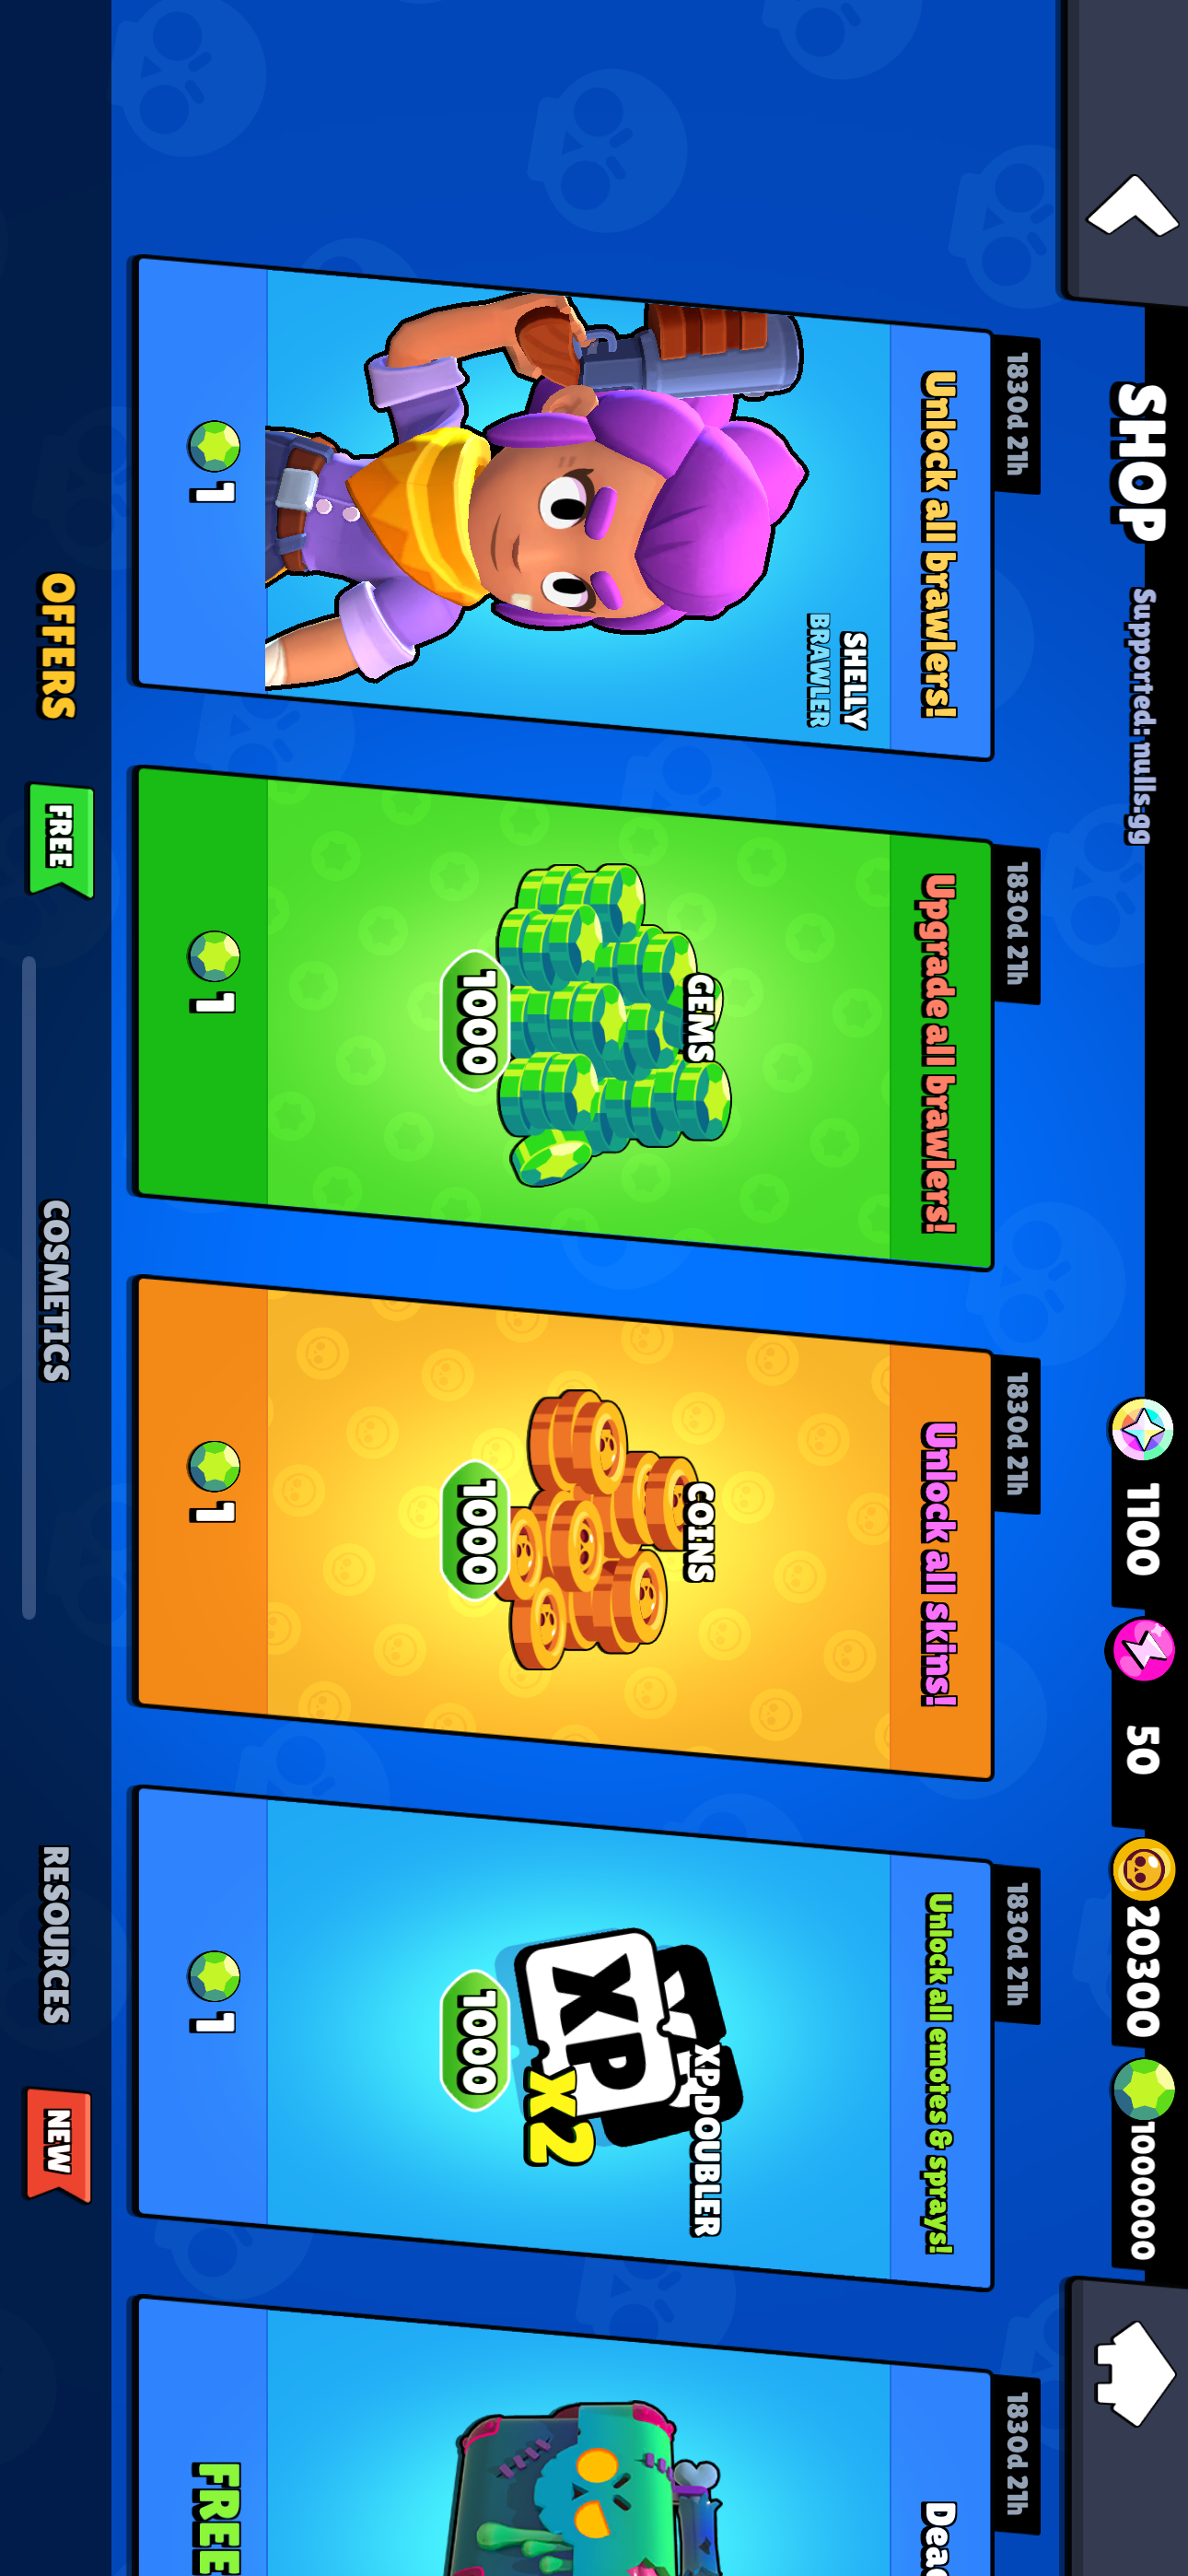 SHOP
Supported: nulls.gg
1100
50
20300
1000000
1830d 21h
Unlock all brawlers!
SHELLY
BRAWLER
1
1830d 21h
Upgrade all brawlers!
GEMS
1000
1
1830d 21h
Unlock all skins!
COINS
1000
1
1830d 21h
Unlock all emotes & sprays!
XP DOUBLER
XP
X2
1000
1
1830d 21h
FREE
OFFERS
FREE
COSMETICS
RESOURCES
NEW